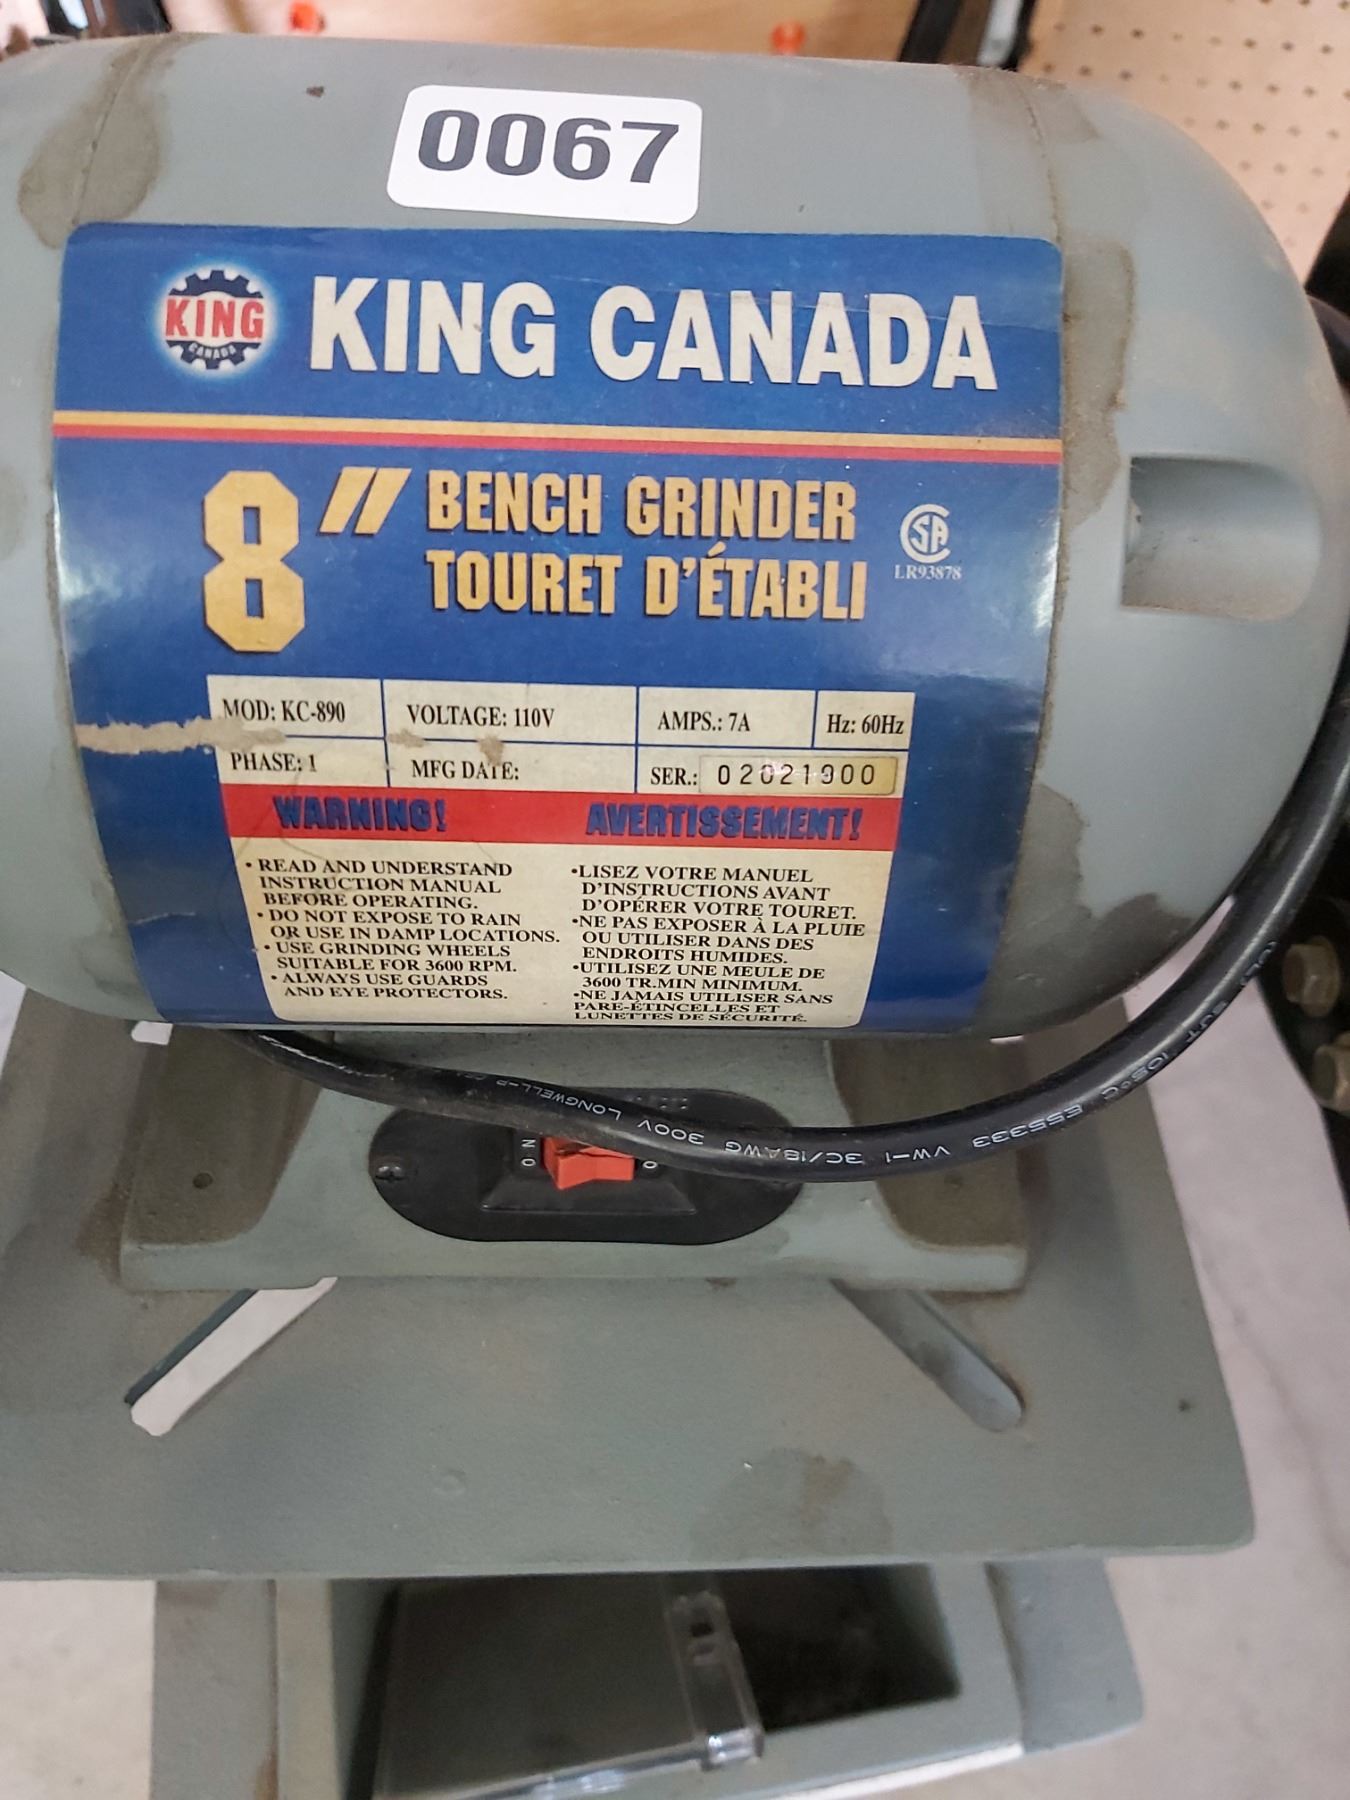 0067
KING
CANADA
KING CANADA
8" BENCH GRINDER
TOURET D'ÉTABLI
LR93878
MOD: KC-890 VOLTAGE: 110V AMPS.: 7A Hz: 60Hz
PHASE: 1 MFG DATE: SER.: 02021900
WARNING! AVERTISSEMENT!
• READ AND UNDERSTAND
INSTRUCTION MANUAL
BEFORE OPERATING.
• DO NOT EXPOSE TO RAIN
OR USE IN DAMP LOCATIONS.
• USE GRINDING WHEELS
SUITABLE FOR 3600 RPM.
• ALWAYS USE GUARDS
AND EYE PROTECTORS.
•LISEZ VOTRE MANUEL
D'INSTRUCTIONS AVANT
D'OPÉRER VOTRE TOURET.
•NE PAS EXPOSER À LA PLUIE
OU UTILISER DANS DES
ENDROITS HUMIDES.
•UTILISEZ UNE MEULE DE
3600 TR.MIN MINIMUM.
•NE JAMAIS UTILISER SANS
PARE-ÉTINCELLES ET
LUNETTES DE SÉCURITÉ.
SJT 105°C E55333 VW-1 3C/18AWG 300V LONGWELL-P
ON